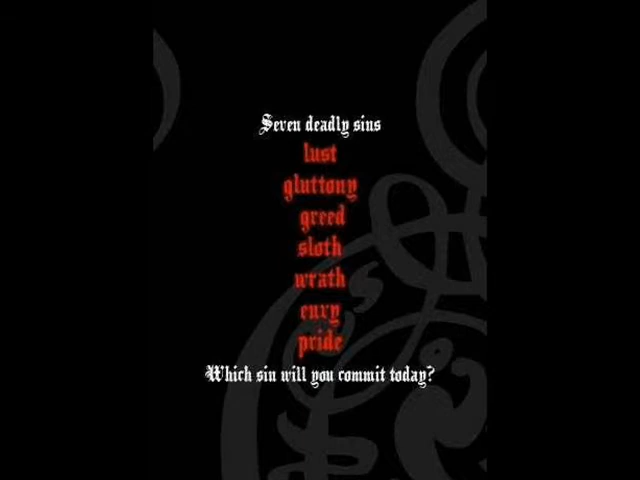 Seven deadly sins
lust
gluttony
greed
sloth
wrath
envy
pride
Which sin will you commit today?